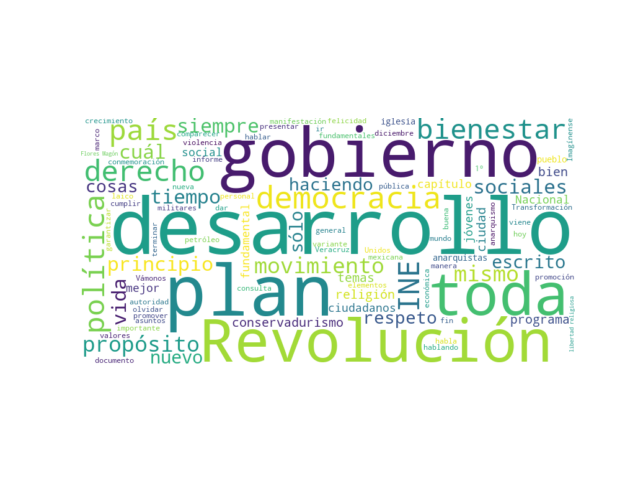 crecimiento
país
siempre
manifestación felicidad
iglesia
bienestar
Imagínense
marco
comparecer
presentar
ir
hablar
fundamentales
diciembre
violencia
gobierno
pueblo
Flores Magón
cuál
conmemoración
informe
1º
derecho
haciendo
pública
capítulo
bien
cosas
nueva
sociales
social
laico
cumplir
tiempo
personal
democracia
Nacional
Transformación
política
garantizar
desarrollo
fundamental
sólo
jóvenes
ciudad
buena
anarquismo
viene
hoy
terminar
petróleo
variante
general
Veracruz
Unidos
mexicana
mundo
anarquistas
manera
escrito
principio
movimiento
temas
mismo
vida
Vámonos
mejor
consulta
plan
elementos
religión
INE
económica
toda
promoción
autoridad
militares
dar
olvidar
promover
asuntos
ciudadanos
importante
conservadurismo
respeto
fin
programa
valores
propósito
Revolución
habla
hablando
documento
nuevo
libertad religiosa